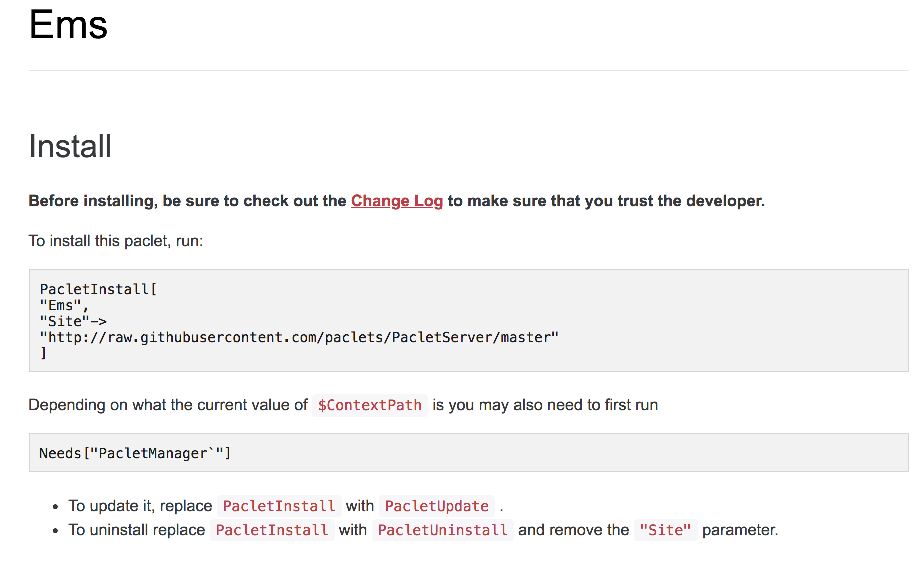 Ems
Install
Before installing, be sure to check out the Change Log to make sure that you trust the developer.
To install this paclet, run:
PacletInstall[
"Ems",
"Site"->
"http://raw.githubusercontent.com/paclets/PacletServer/master"
]
Depending on what the current value of $ContextPath is you may also need to first run
Needs["PacletManager`"]
• To update it, replace PacletInstall with PacletUpdate .
• To uninstall replace PacletInstall with PacletUninstall and remove the "Site" parameter.